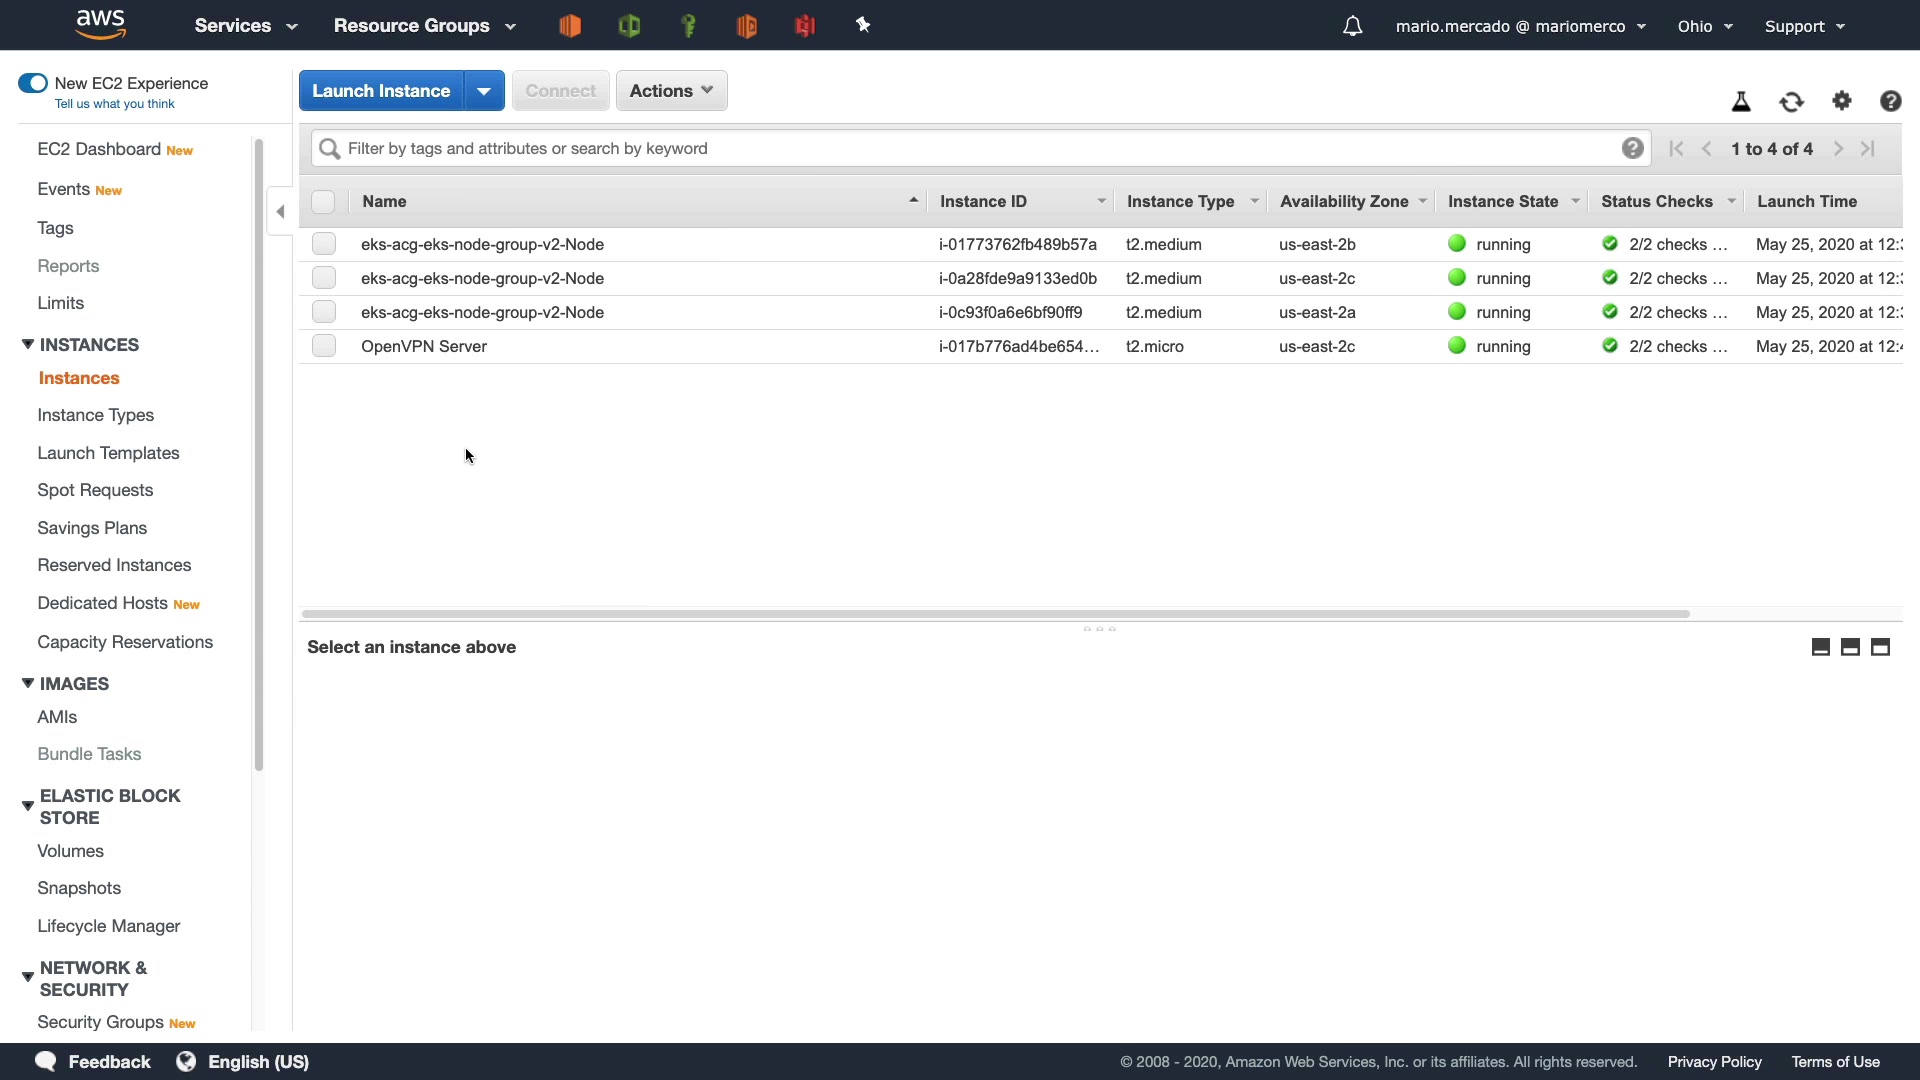 aws Services Resource Groups mario.mercado @ mariomerco Ohio Support
New EC2 Experience
Tell us what you think
EC2 Dashboard New
Events New
Tags
Reports
Limits
INSTANCES
Instances
Instance Types
Launch Templates
Spot Requests
Savings Plans
Reserved Instances
Dedicated Hosts New
Capacity Reservations
IMAGES
AMIs
Bundle Tasks
ELASTIC BLOCK
STORE
Volumes
Snapshots
Lifecycle Manager
NETWORK &
SECURITY
Security Groups New
Launch Instance Connect Actions
Filter by tags and attributes or search by keyword 1 to 4 of 4
Name Instance ID Instance Type Availability Zone Instance State Status Checks Launch Time
eks-acg-eks-node-group-v2-Node i-01773762fb489b57a t2.medium us-east-2b running 2/2 checks ... May 25, 2020 at 12:
eks-acg-eks-node-group-v2-Node i-0a28fde9a9133ed0b t2.medium us-east-2c running 2/2 checks ... May 25, 2020 at 12:
eks-acg-eks-node-group-v2-Node i-0c93f0a6e6bf90ff9 t2.medium us-east-2a running 2/2 checks ... May 25, 2020 at 12:
OpenVPN Server i-017b776ad4be654... t2.micro us-east-2c running 2/2 checks ... May 25, 2020 at 12:
Select an instance above
Feedback English (US) © 2008 - 2020, Amazon Web Services, Inc. or its affiliates. All rights reserved. Privacy Policy Terms of Use